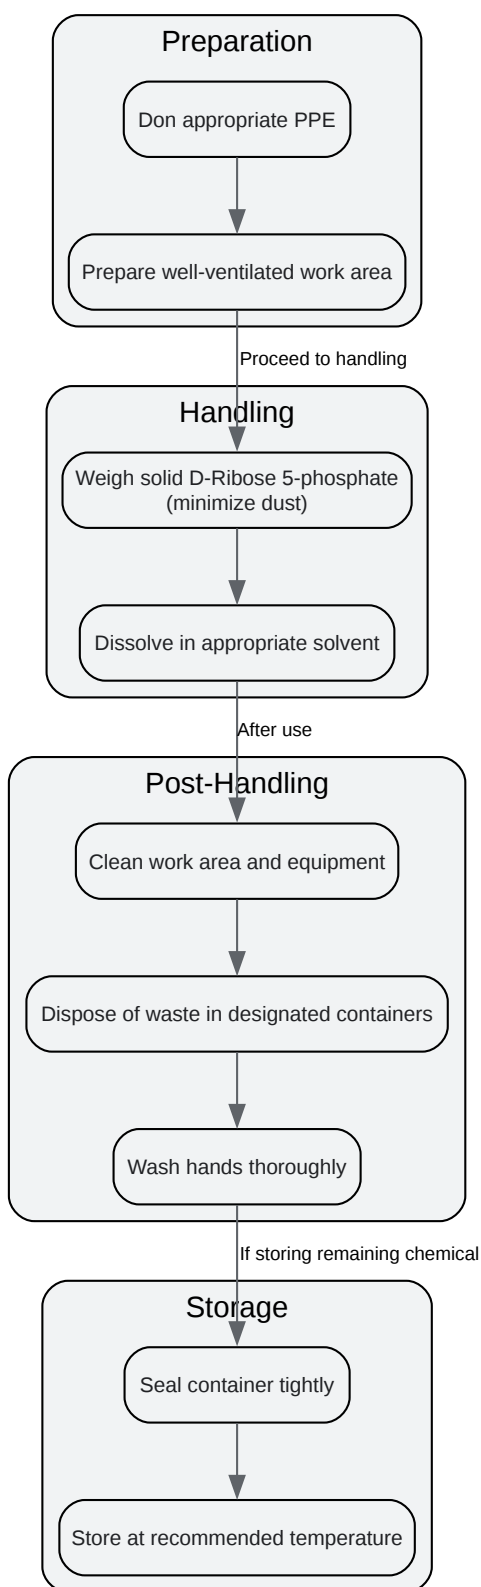 Preparation
Don appropriate PPE
Prepare well-ventilated work area
Proceed to handling
Handling
Weigh solid D-Ribose 5-phosphate
(minimize dust)
Dissolve in appropriate solvent
After use
Post-Handling
Clean work area and equipment
Dispose of waste in designated containers
Wash hands thoroughly
If storing remaining chemical
Storage
Seal container tightly
Store at recommended temperature